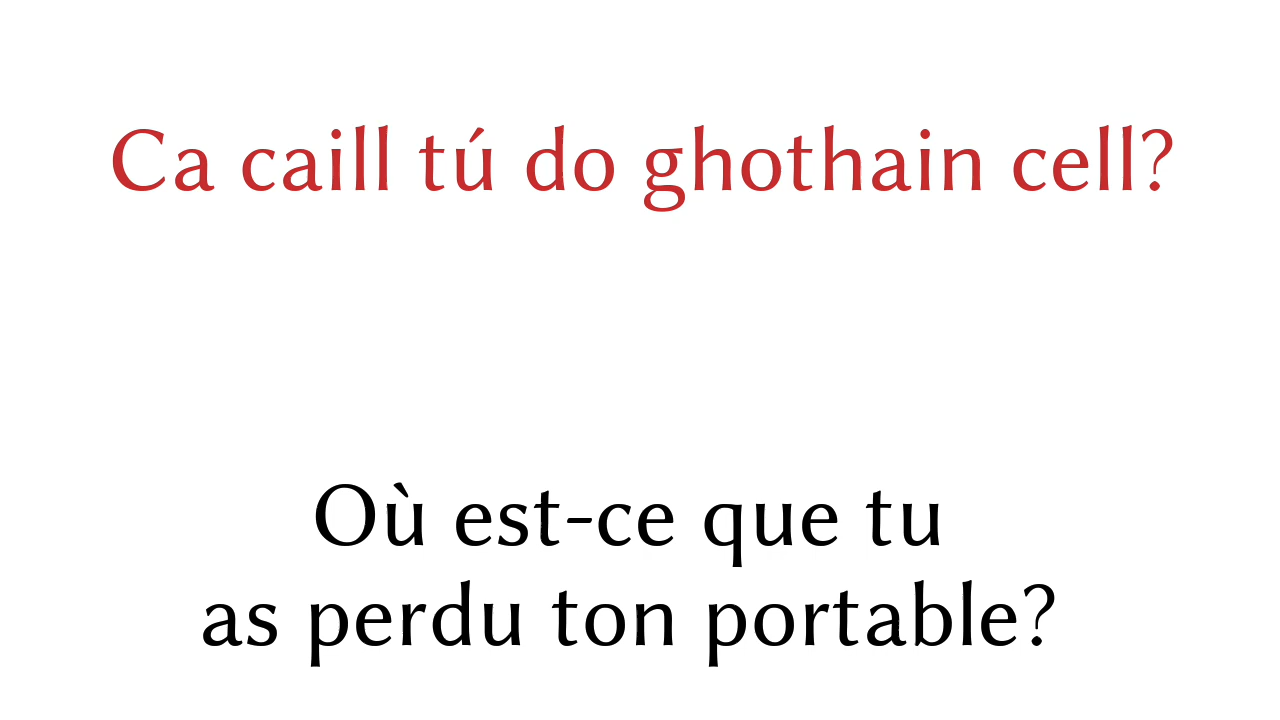 Ca caill tú do ghothain cell?
Où est-ce que tu
as perdu ton portable?